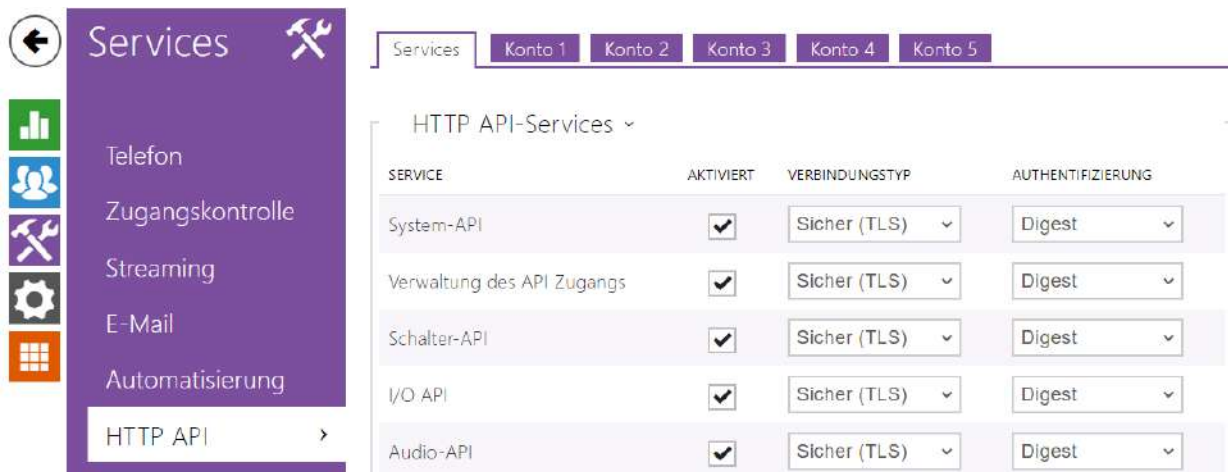 Services
Services Konto 1 Konto 2 Konto 3 Konto 4 Konto 5
HTTP API-Services
Telefon
Zugangskontrolle
Streaming
E-Mail
Automatisierung
HTTP API
SERVICE AKTIVIERT VERBINDUNGSTYP AUTHENTIFIZIERUNG
System-API Sicher (TLS) Digest
Verwaltung des API Zugangs Sicher (TLS) Digest
Schalter-API Sicher (TLS) Digest
I/O API Sicher (TLS) Digest
Audio-API Sicher (TLS) Digest